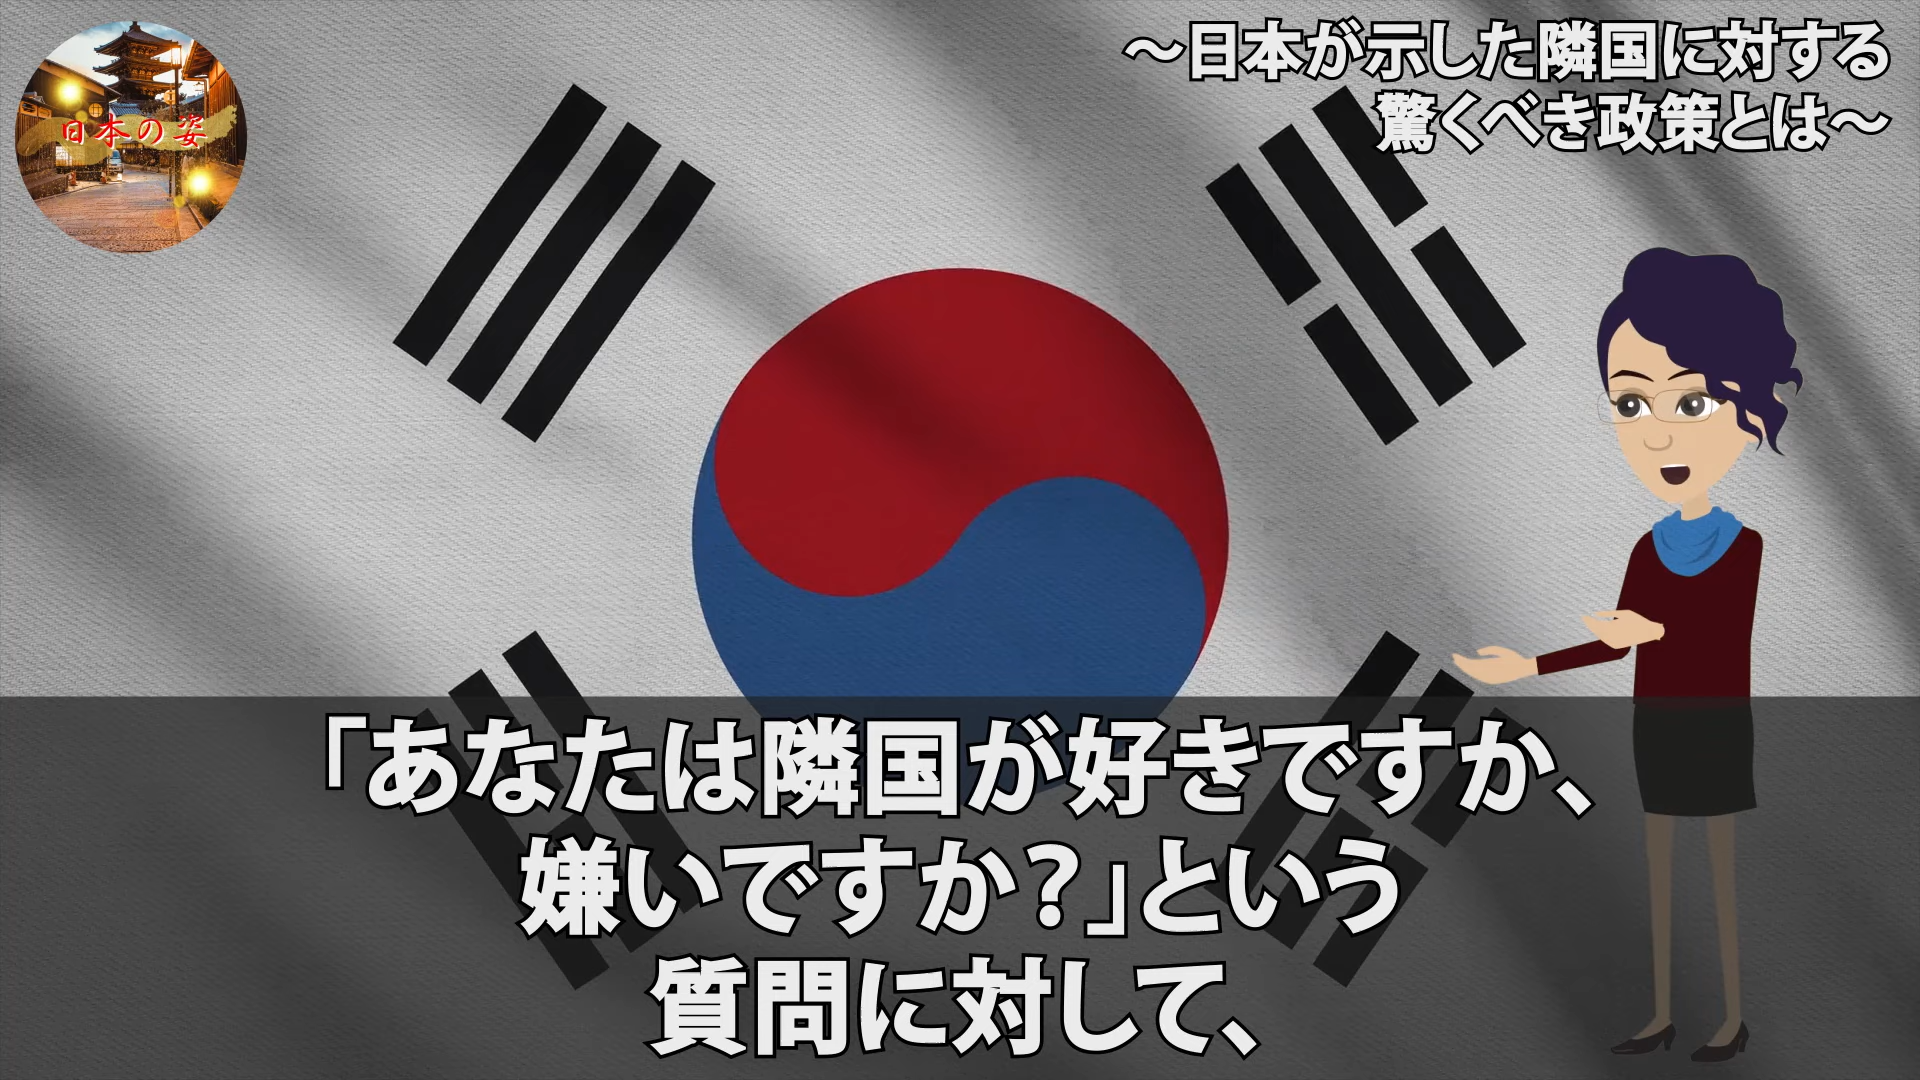 日本の姿
～日本が示した隣国に対する
驚くべき政策とは～
「あなたは隣国が好きですか、
嫌いですか？」という
質問に対して、